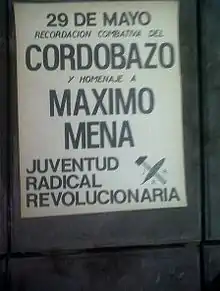 29 DE MAYO
RECORDACION COMBATIVA DEL
CORDOBAZO
Y HOMENAJE A
MAXIMO
MENA
JUVENTUD
RADICAL
REVOLUCIONARIA